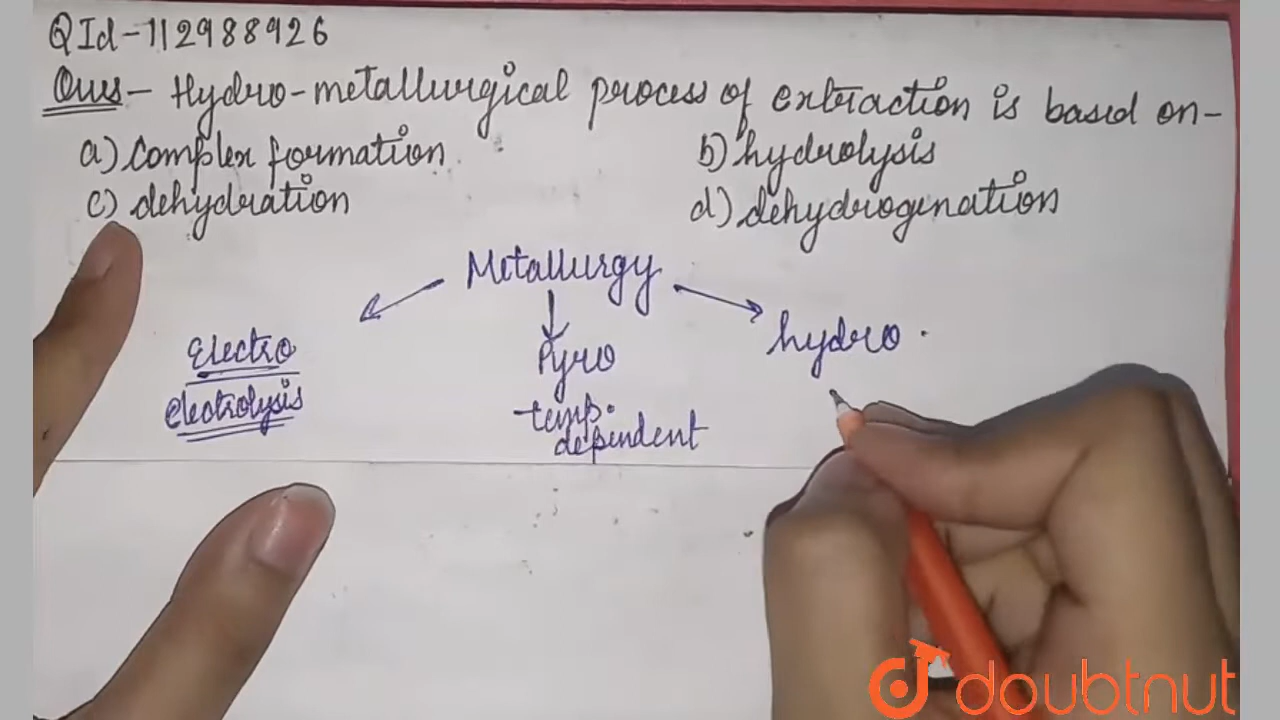 QId-112988926
Ques- Hydro-metallurgical process of extraction is based on-
a) Complex formation
b) hydrolysis
c) dehydration
d) dehydrogenation
Metallurgy
Electro
electrolysis
Pyro
temp.
dependent
hydro.
doubtnut